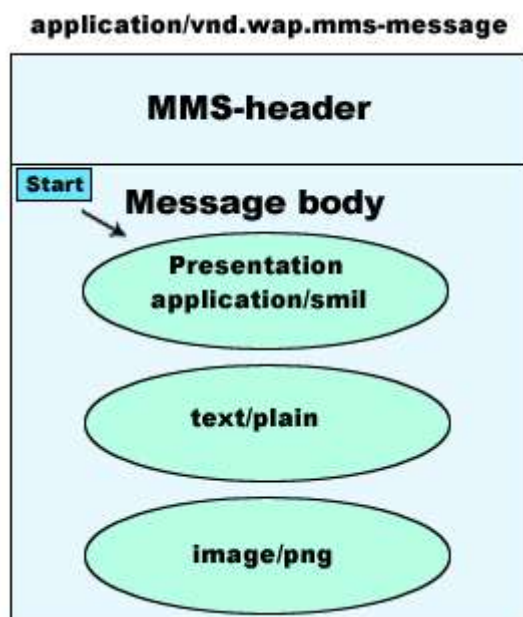 application/vnd.wap.mms-message
MMS-header
Start
Message body
Presentation
application/smil
text/plain
image/png